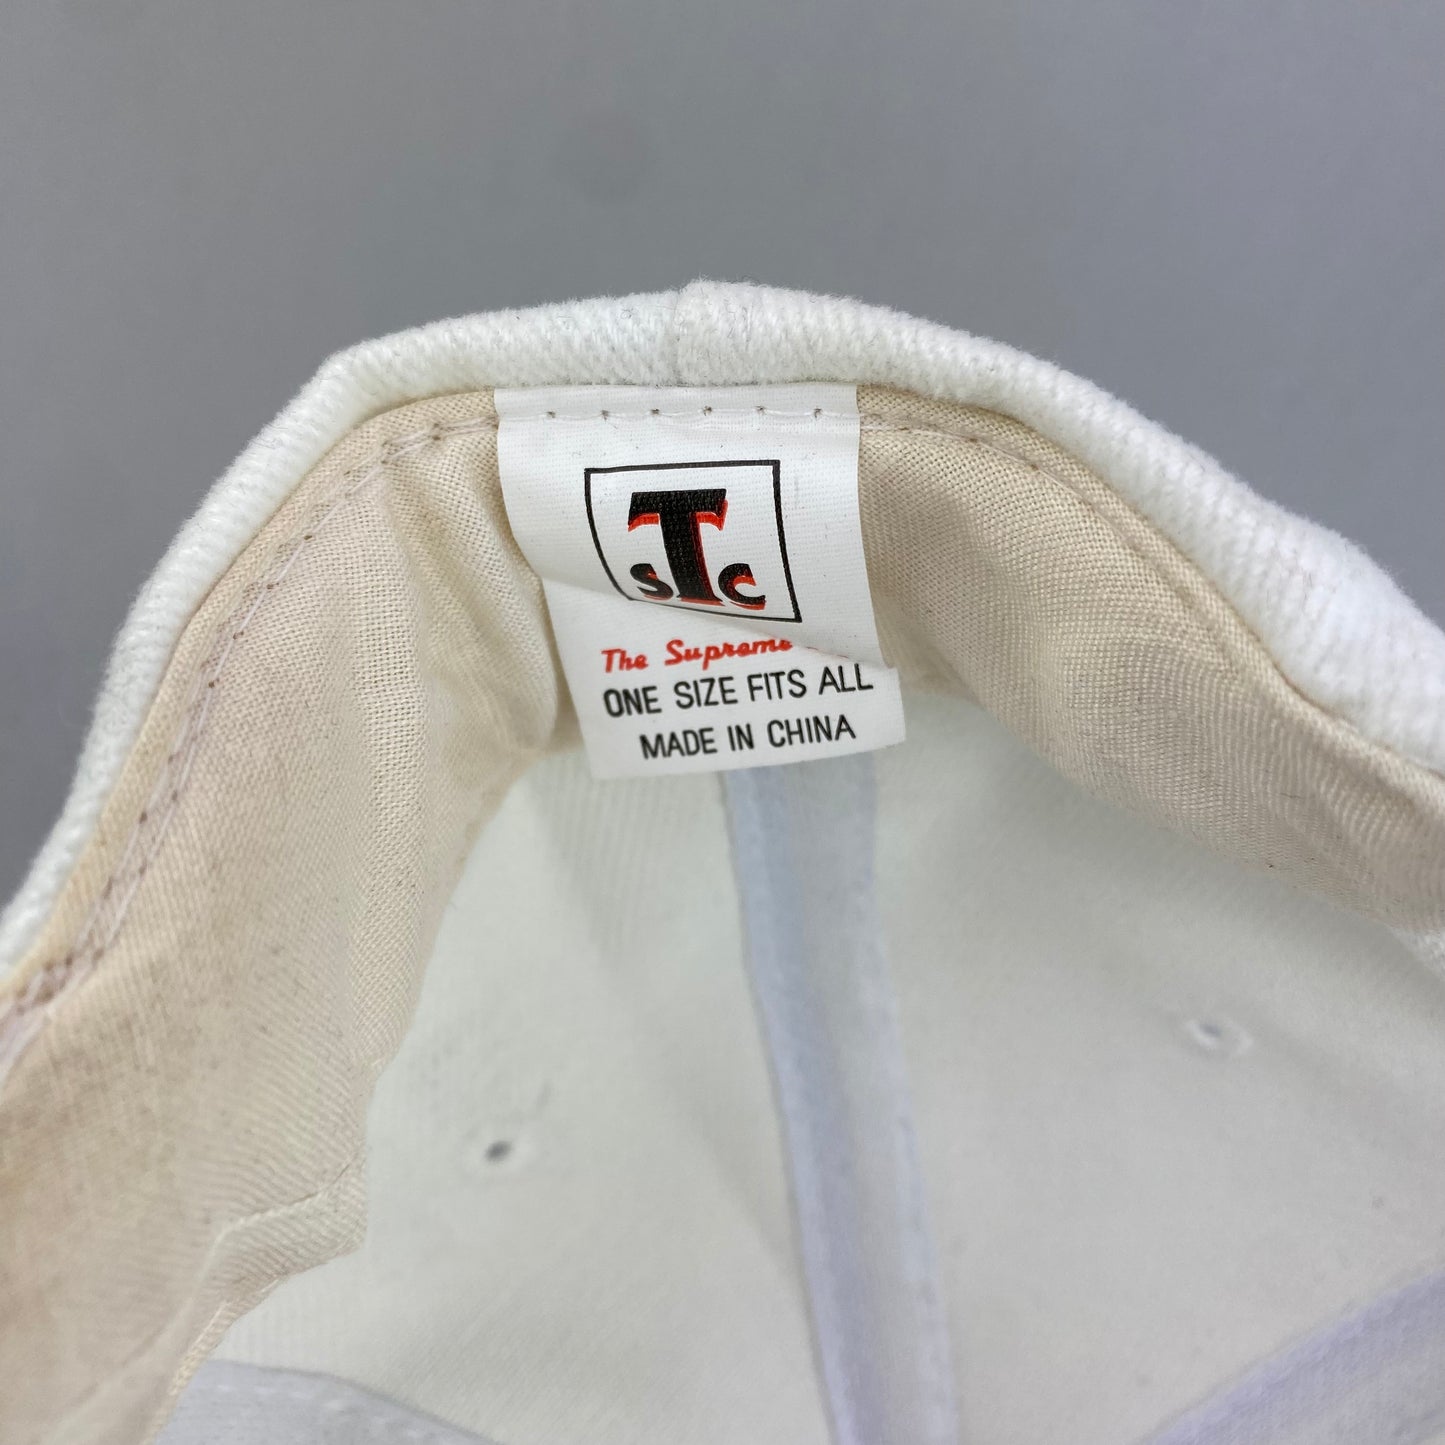 STC
The Supreme
ONE SIZE FITS ALL
MADE IN CHINA